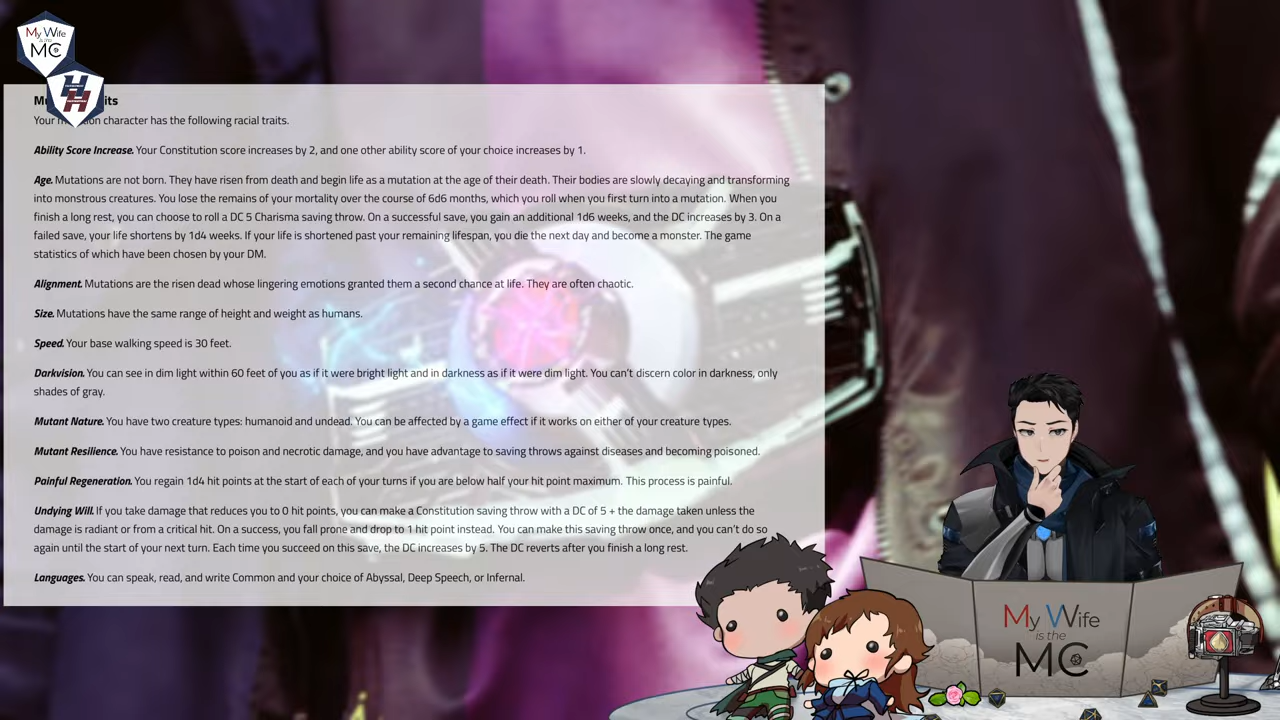 My Wife
is the
MC
HH
Your character has the following racial traits.
Ability Score Increase. Your Constitution score increases by 2, and one other ability score of your choice increases by 1.
Age. Mutations are not born. They have risen from death and begin life as a mutation at the age of their death. Their bodies are slowly decaying and transforming
into monstrous creatures. You lose the remains of your mortality over the course of 6d6 months, which you roll when you first turn into a mutation. When you
finish a long rest, you can choose to roll a DC 5 Charisma saving throw. On a successful save, you gain an additional 1d6 weeks, and the DC increases by 3. On a
failed save, your life shortens by 1d4 weeks. If your life is shortened past your remaining lifespan, you die the next day and become a monster. The game
statistics of which have been chosen by your DM.
Alignment. Mutations are the risen dead whose lingering emotions granted them a second chance at life. They are often chaotic.
Size. Mutations have the same range of height and weight as humans.
Speed. Your base walking speed is 30 feet.
Darkvision. You can see in dim light within 60 feet of you as if it were bright light and in darkness as if it were dim light. You can't discern color in darkness, only
shades of gray.
Mutant Nature. You have two creature types: humanoid and undead. You can be affected by a game effect if it works on either of your creature types.
Mutant Resilience. You have resistance to poison and necrotic damage, and you have advantage to saving throws against diseases and becoming poisoned.
Painful Regeneration. You regain 1d4 hit points at the start of each of your turns if you are below half your hit point maximum. This process is painful.
Undying Will. If you take damage that reduces you to 0 hit points, you can make a Constitution saving throw with a DC of 5 + the damage taken unless the
damage is radiant or from a critical hit. On a success, you fall prone and drop to 1 hit point instead. You can make this saving throw once, and you can't do so
again until the start of your next turn. Each time you succeed on this save, the DC increases by 5. The DC reverts after you finish a long rest.
Languages. You can speak, read, and write Common and your choice of Abyssal, Deep Speech, or Infernal.
My Wife
is the
MC